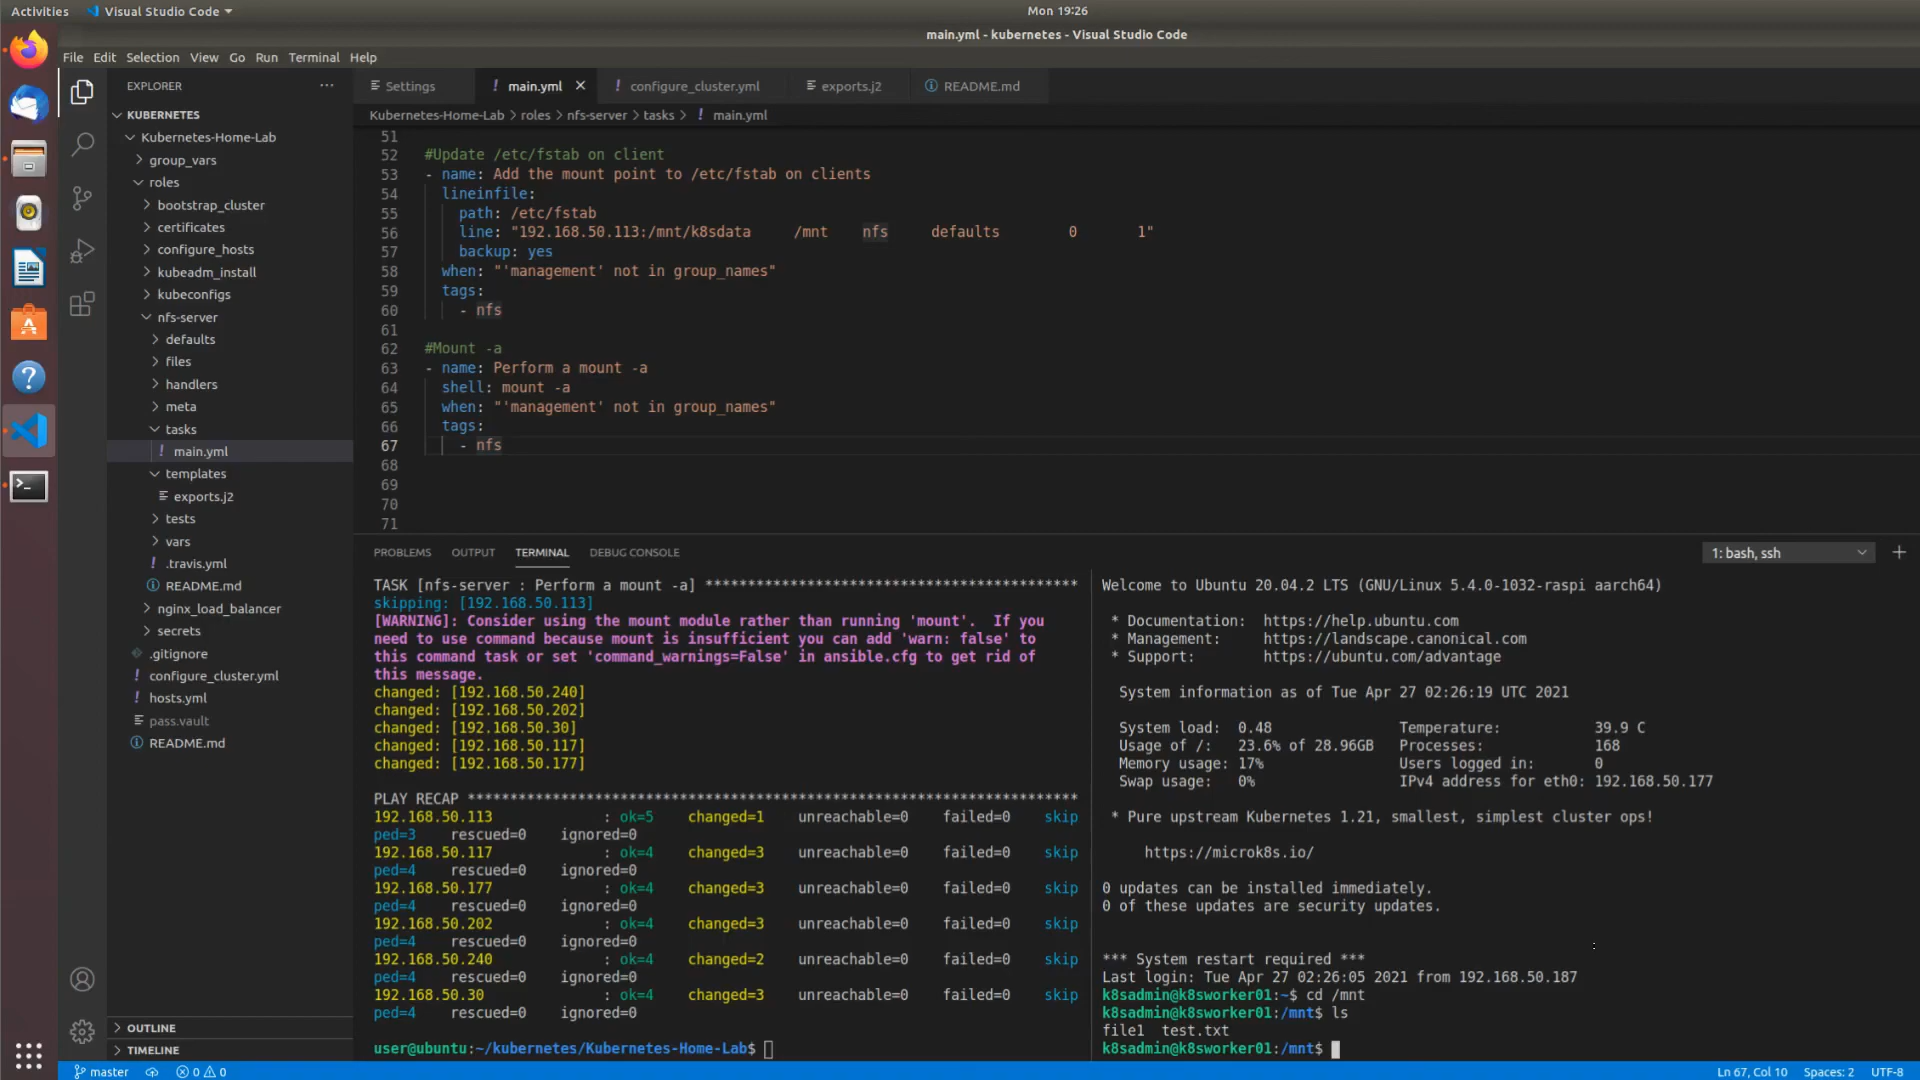 Activities
Visual Studio Code
Mon 19:26
main.yml - kubernetes - Visual Studio Code
File Edit Selection View Go Run Terminal Help
EXPLORER
KUBERNETES
Kubernetes-Home-Lab
group_vars
roles
bootstrap_cluster
certificates
configure_hosts
kubeadm_install
kubeconfigs
nfs-server
defaults
files
handlers
meta
tasks
main.yml
templates
exports.j2
tests
vars
.travis.yml
README.md
nginx_load_balancer
secrets
.gitignore
configure_cluster.yml
hosts.yml
pass.vault
README.md
OUTLINE
TIMELINE
Settings
main.yml
configure_cluster.yml
exports.j2
README.md
Kubernetes-Home-Lab > roles > nfs-server > tasks > ! main.yml
51
52 #Update /etc/fstab on client
53 - name: Add the mount point to /etc/fstab on clients
54 lineinfile:
55 path: /etc/fstab
56 line: "192.168.50.113:/mnt/k8sdata /mnt nfs defaults 0 1"
57 backup: yes
58 when: "'management' not in group_names"
59 tags:
60 - nfs
61
62 #Mount -a
63 - name: Perform a mount -a
64 shell: mount -a
65 when: "'management' not in group_names"
66 tags:
67 - nfs
68
69
70
71
PROBLEMS OUTPUT TERMINAL DEBUG CONSOLE
1: bash, ssh
TASK [nfs-server : Perform a mount -a] ********************************************
skipping: [192.168.50.113]
[WARNING]: Consider using the mount module rather than running 'mount'. If you
need to use command because mount is insufficient you can add 'warn: false' to
this command task or set 'command_warnings=False' in ansible.cfg to get rid of
this message.
changed: [192.168.50.240]
changed: [192.168.50.202]
changed: [192.168.50.30]
changed: [192.168.50.117]
changed: [192.168.50.177]
PLAY RECAP ************************************************************************
192.168.50.113 : ok=5 changed=1 unreachable=0 failed=0 skip
ped=3 rescued=0 ignored=0
192.168.50.117 : ok=4 changed=3 unreachable=0 failed=0 skip
ped=4 rescued=0 ignored=0
192.168.50.177 : ok=4 changed=3 unreachable=0 failed=0 skip
ped=4 rescued=0 ignored=0
192.168.50.202 : ok=4 changed=3 unreachable=0 failed=0 skip
ped=4 rescued=0 ignored=0
192.168.50.240 : ok=4 changed=2 unreachable=0 failed=0 skip
ped=4 rescued=0 ignored=0
192.168.50.30 : ok=4 changed=3 unreachable=0 failed=0 skip
ped=4 rescued=0 ignored=0
user@ubuntu:~/kubernetes/Kubernetes-Home-Lab$
Welcome to Ubuntu 20.04.2 LTS (GNU/Linux 5.4.0-1032-raspi aarch64)
* Documentation: https://help.ubuntu.com
* Management: https://landscape.canonical.com
* Support: https://ubuntu.com/advantage
System information as of Tue Apr 27 02:26:19 UTC 2021
System load: 0.48 Temperature: 39.9 C
Usage of /: 23.6% of 28.96GB Processes: 168
Memory usage: 17% Users logged in: 0
Swap usage: 0% IPv4 address for eth0: 192.168.50.177
* Pure upstream Kubernetes 1.21, smallest, simplest cluster ops!
https://microk8s.io/
0 updates can be installed immediately.
0 of these updates are security updates.
*** System restart required ***
Last login: Tue Apr 27 02:26:05 2021 from 192.168.50.187
k8sadmin@k8sworker01:~$ cd /mnt
k8sadmin@k8sworker01:/mnt$ ls
file1 test.txt
k8sadmin@k8sworker01:/mnt$
master
0 0
Ln 67, Col 10
Spaces: 2
UTF-8